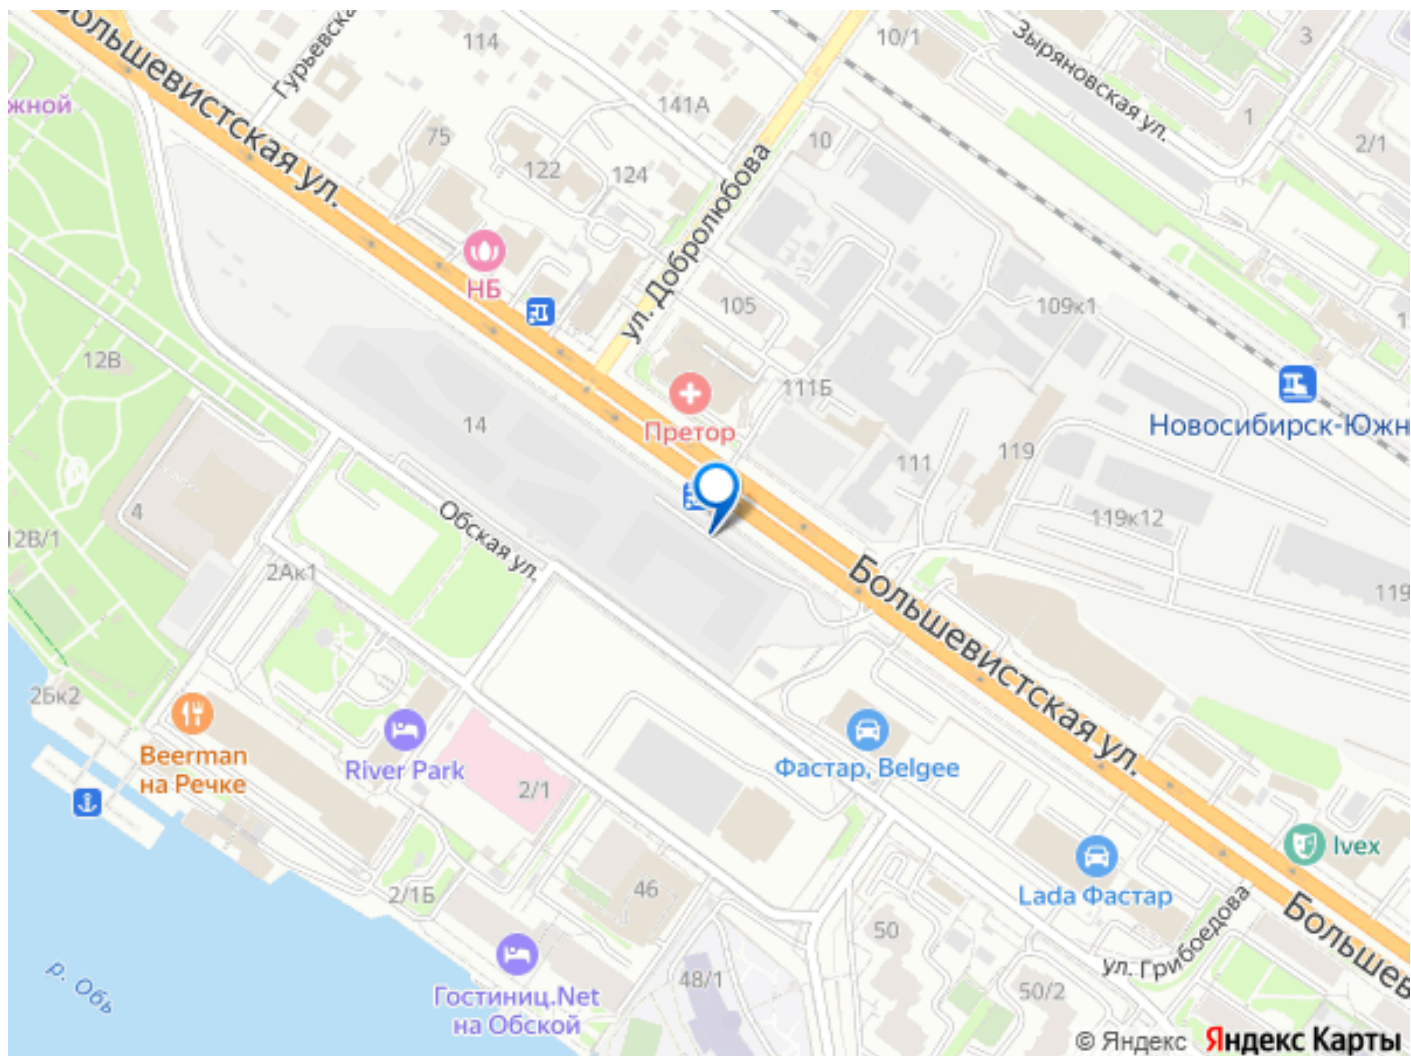 Большевистская ул.
Гурьевска
114
10/1
Зыряновская ул.
3
жной
75
141А
10
1
2/1
122
124
ул. Добролюбова
НБ
105
109к1
12В
111Б
Претор
Новосибирск-Южн
14
111
119
4
Обская ул.
119к12
12В/1
2Ак1
Большевистская ул.
119
2Бк2
Beerman
на Речке
River Park
2/1
Фастар, Belgee
Ivex
Lada Фастар
2/1Б
46
50
ул. Грибоедова
Большев
р. Обь
Гостиниц.Net
на Обской
48/1
50/2
© Яндекс Яндекс Карты